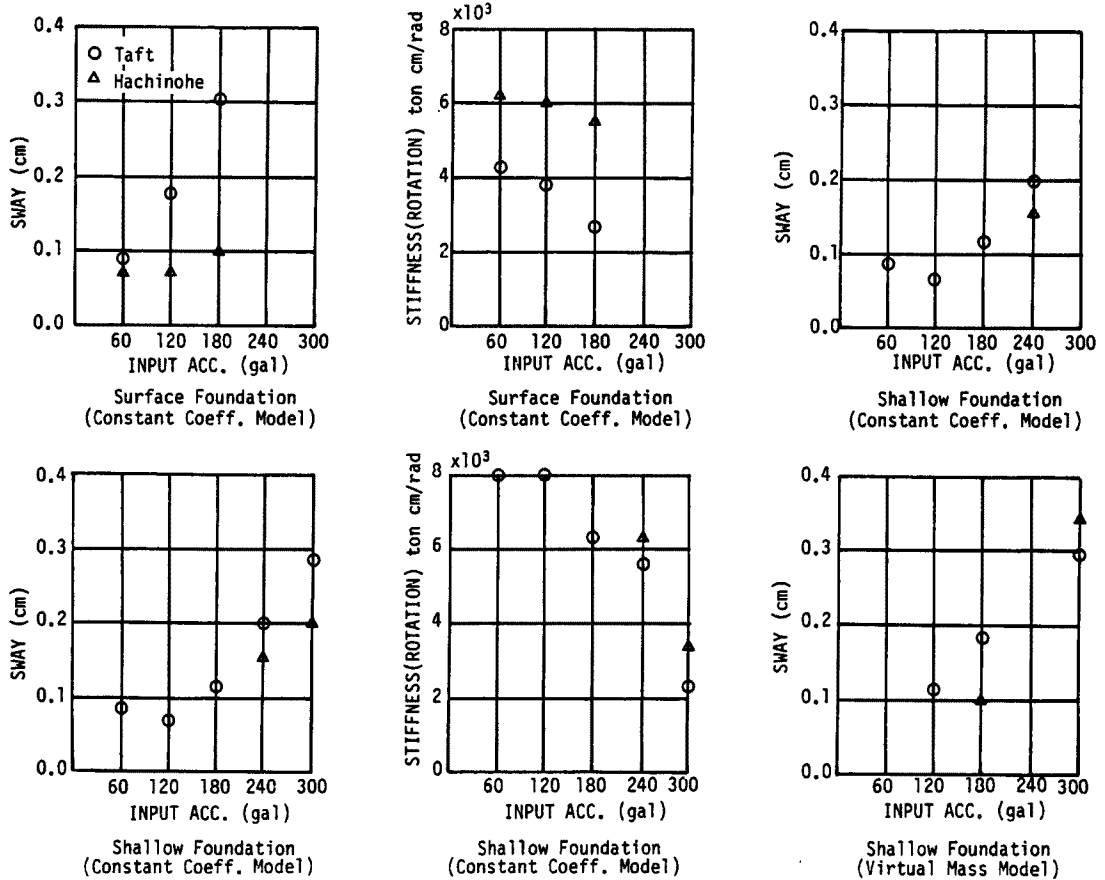 0.4
0.3
0.2
0.1
0.0
SWAY (cm)
Taft
Hachinohe
60 120 180 240 300
INPUT ACC. (gal)
Surface Foundation
(Constant Coeff. Model)
x10³
8
6
4
2
0
STIFFNESS(ROTATION) ton cm/rad
60 120 180 240 300
INPUT ACC. (gal)
Surface Foundation
(Constant Coeff. Model)
0.4
0.3
0.2
0.1
0.0
SWAY (cm)
60 120 180 240 300
INPUT ACC. (gal)
Shallow Foundation
(Constant Coeff. Model)
0.4
0.3
0.2
0.1
0.0
SWAY (cm)
60 120 180 240 300
INPUT ACC. (gal)
Shallow Foundation
(Constant Coeff. Model)
x10³
8
6
4
2
0
STIFFNESS(ROTATION) ton cm/rad
60 120 180 240 300
INPUT ACC. (gal)
Shallow Foundation
(Constant Coeff. Model)
0.4
0.3
0.2
0.1
0.0
SWAY (cm)
60 120 180 240 300
INPUT ACC. (gal)
Shallow Foundation
(Virtual Mass Model)